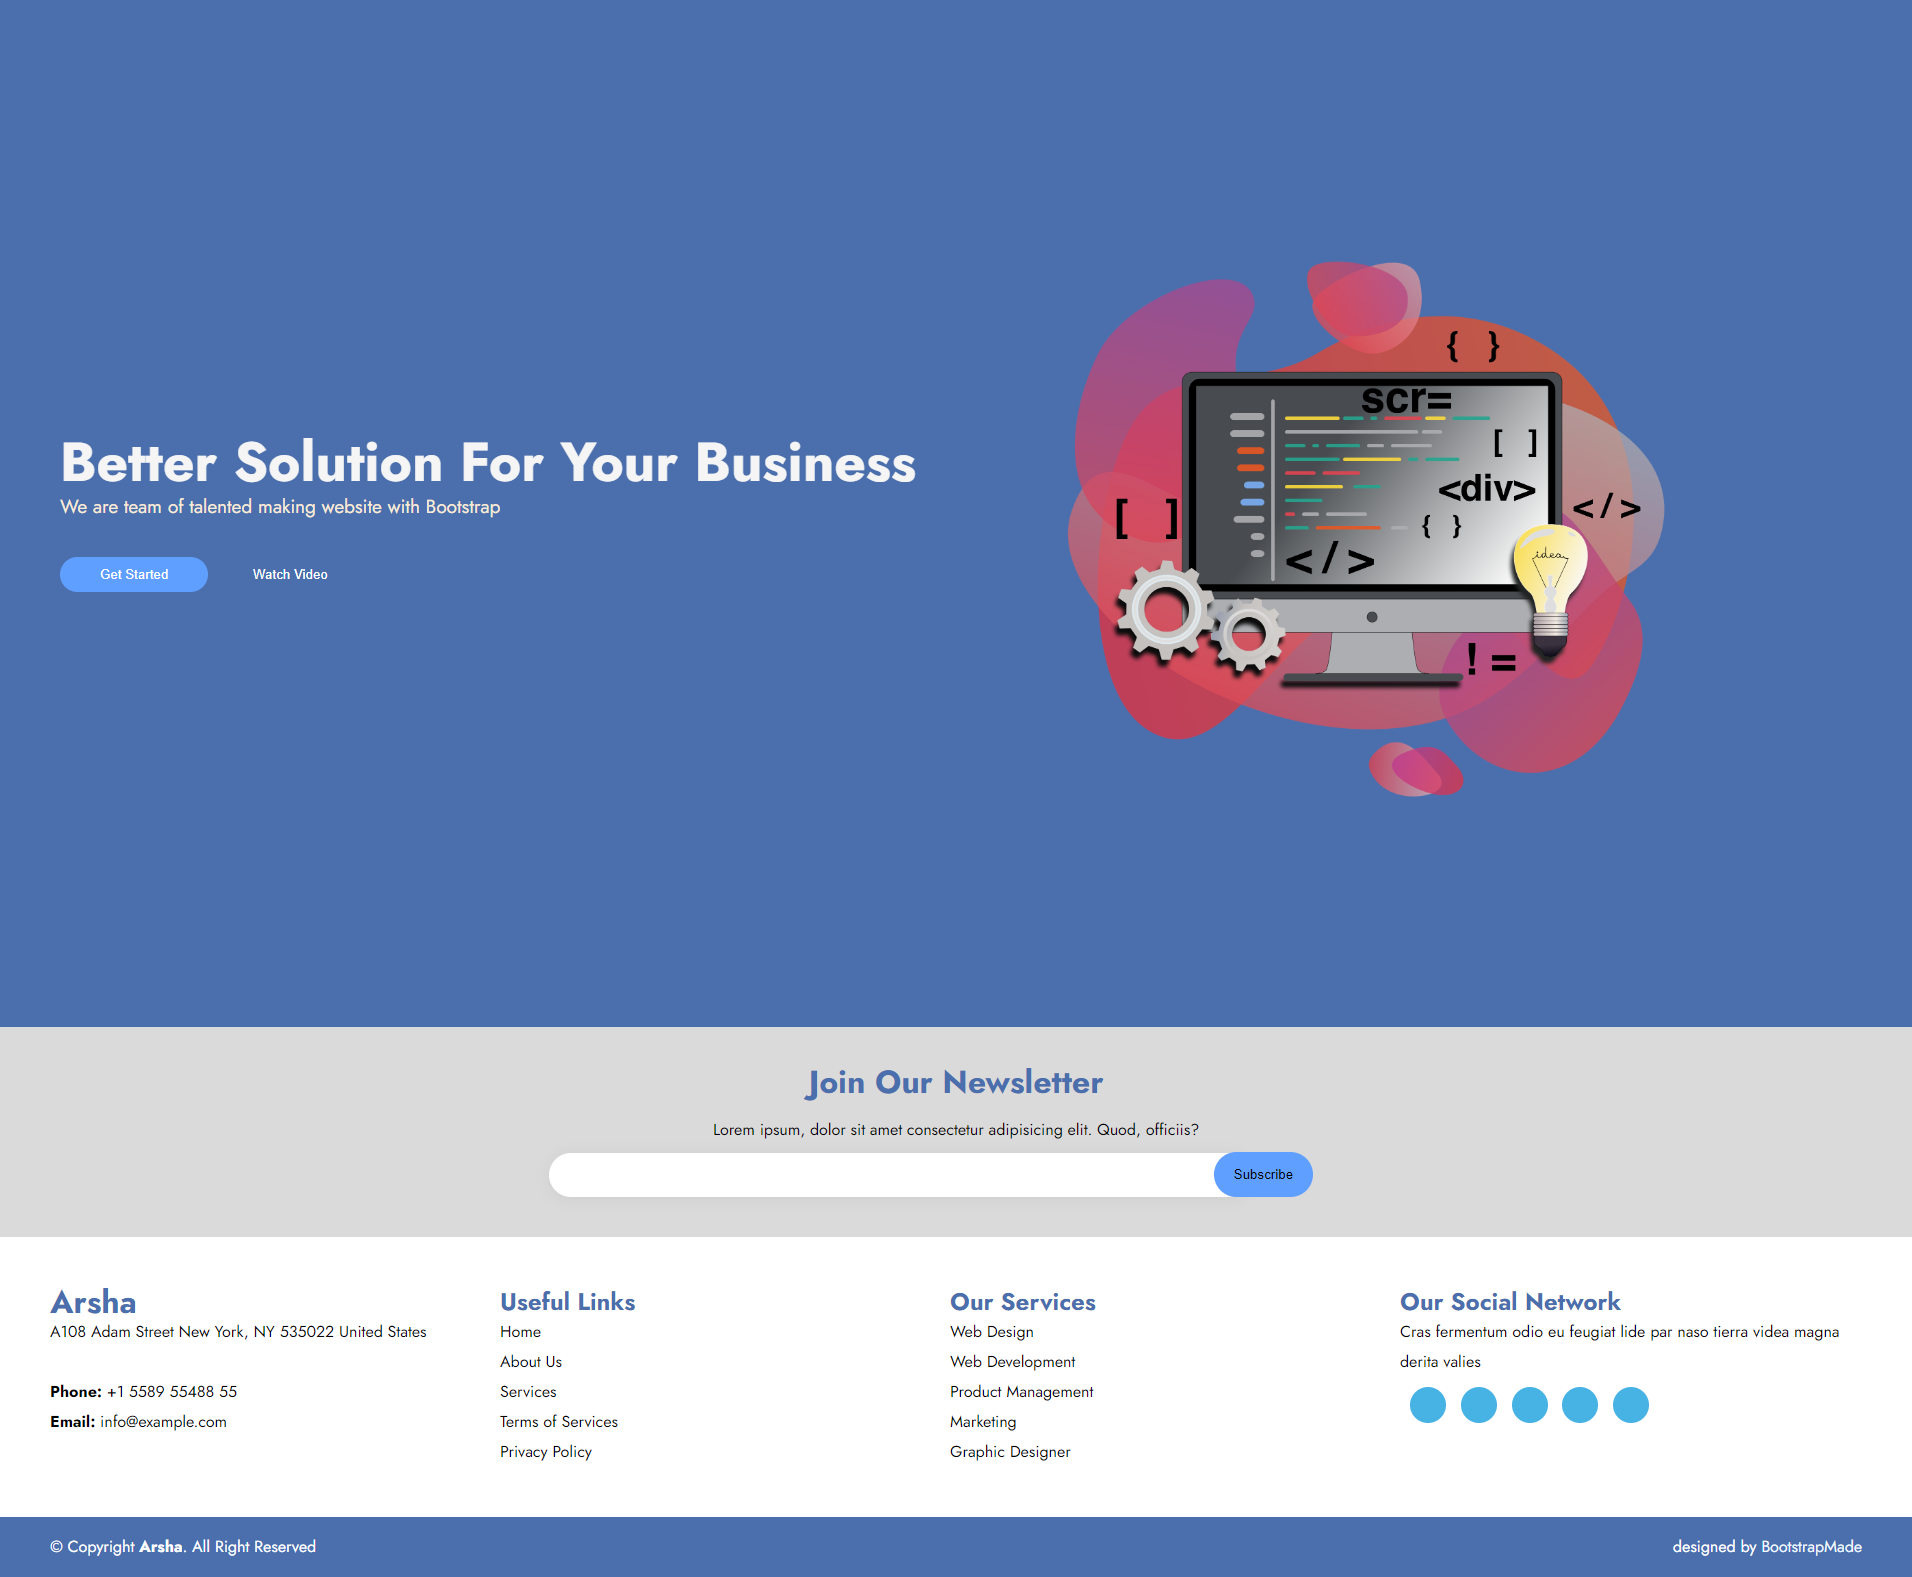 Better Solution For Your Business
We are team of talented making website with Bootstrap
Get Started
Watch Video
{ }
scr=
[ ]
<div>
</>
[ ]
{ }
</>
idea
!=
Join Our Newsletter
Lorem ipsum, dolor sit amet consectetur adipisicing elit. Quod, officiis?
Subscribe
Arsha
A108 Adam Street New York, NY 535022 United States
Phone: +1 5589 55488 55
Email: info@example.com
Useful Links
Home
About Us
Services
Terms of Services
Privacy Policy
Our Services
Web Design
Web Development
Product Management
Marketing
Graphic Designer
Our Social Network
Cras fermentum odio eu feugiat lide par naso tierra videa magna
derita valies
© Copyright Arsha. All Right Reserved
designed by BootstrapMade